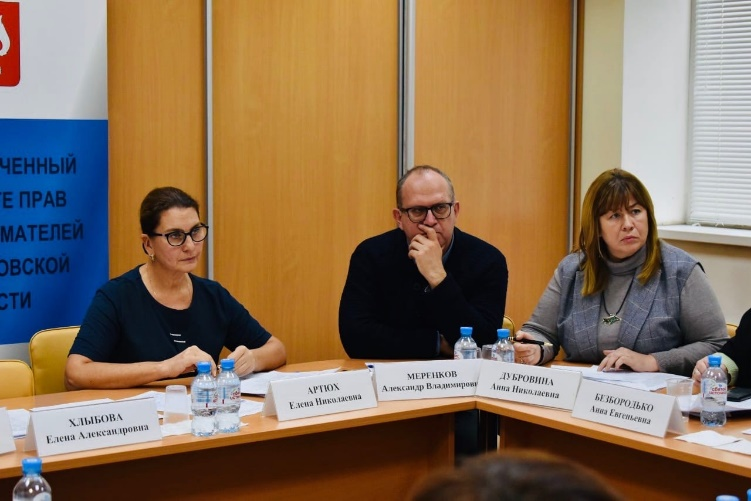 ЧЕННЫЙ
ТЕ ПРАВ
МАТЕЛЕЙ
ОВСКОЙ
СТИ
ХЛЫБОВА
Елена Александровна
АРТЮХ
Елена Николаевна
МЕРЕНКОВ
Александр Владимирович
ДУБРОВИНА
Анна Николаевна
БЕЗБОРОДЬКО
Анна Евгеньевна